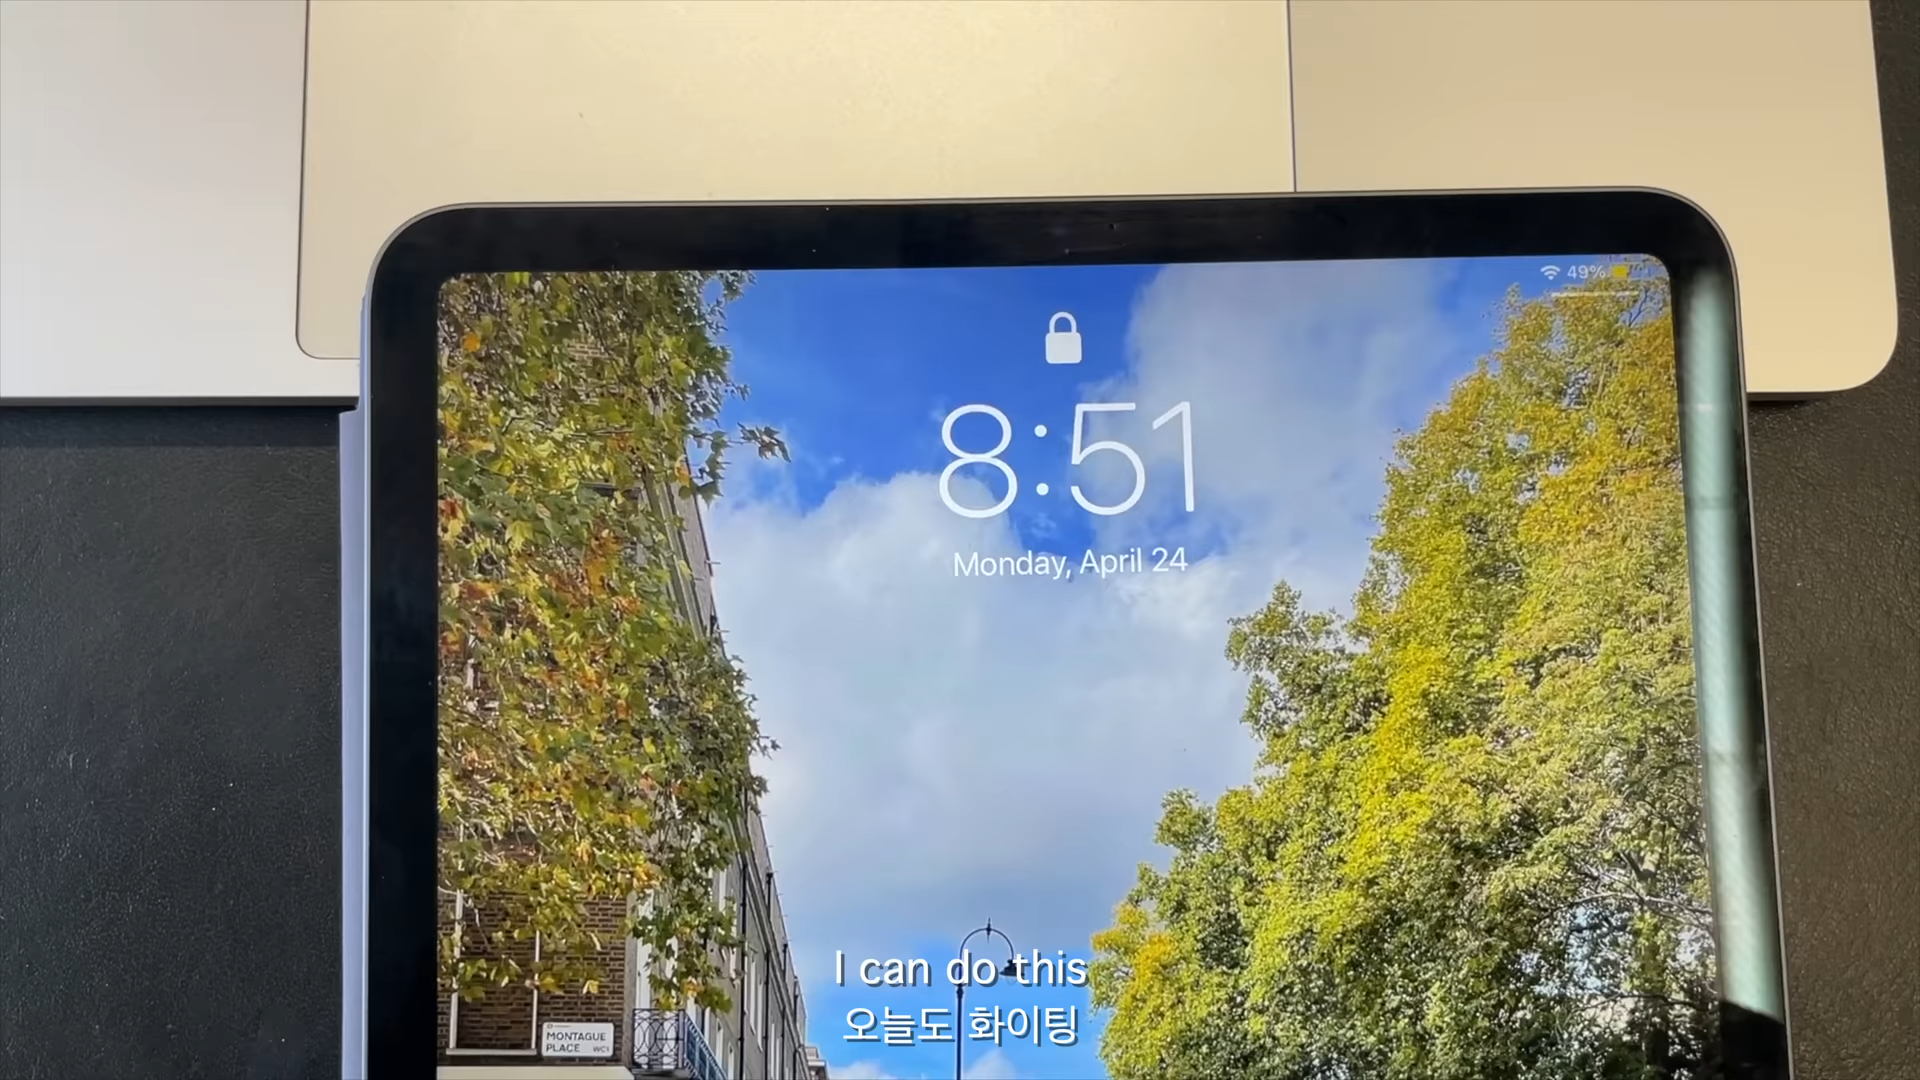 49%
8:51
Monday, April 24
I can do this
오늘도 화이팅
MONTAGUE
PLACE WC1